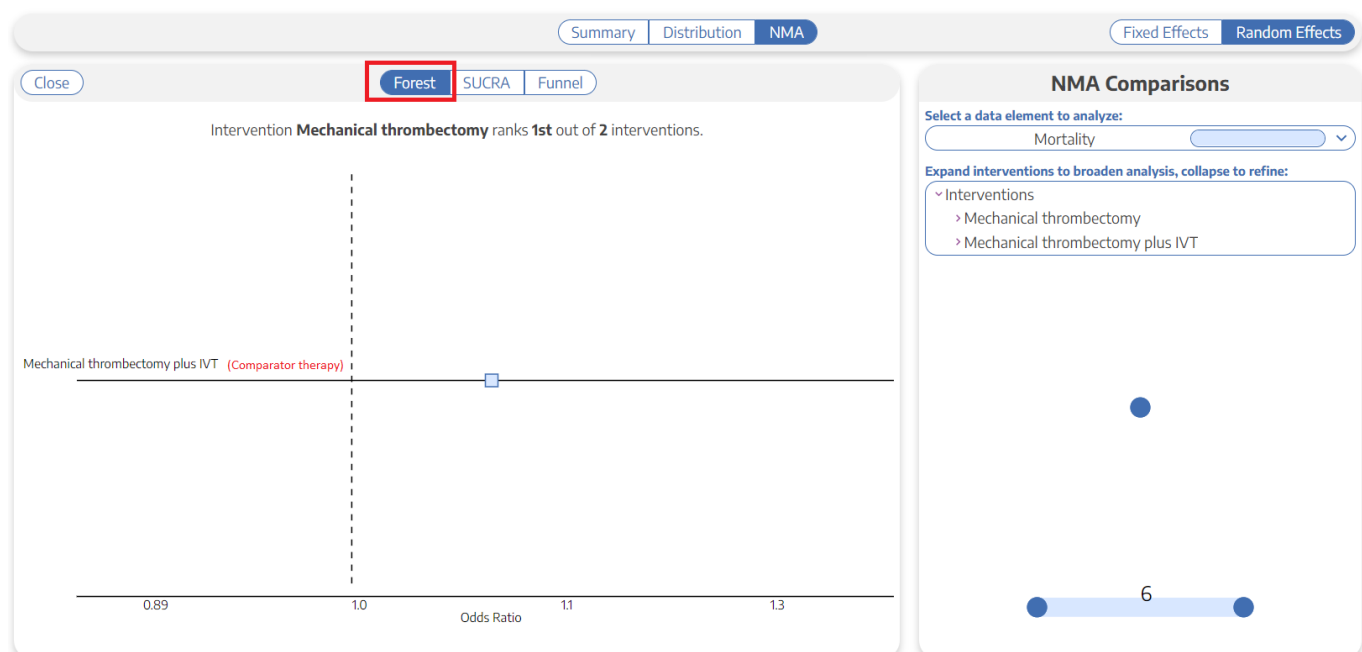 Summary Distribution NMA
Fixed Effects Random Effects
Close
Forest SUCRA Funnel
Intervention Mechanical thrombectomy ranks 1st out of 2 interventions.
Mechanical thrombectomy plus IVT (Comparator therapy)
0.89 1.0 1.1 1.3
Odds Ratio
NMA Comparisons
Select a data element to analyze:
Mortality
Expand interventions to broaden analysis, collapse to refine:
Interventions
Mechanical thrombectomy
Mechanical thrombectomy plus IVT
6